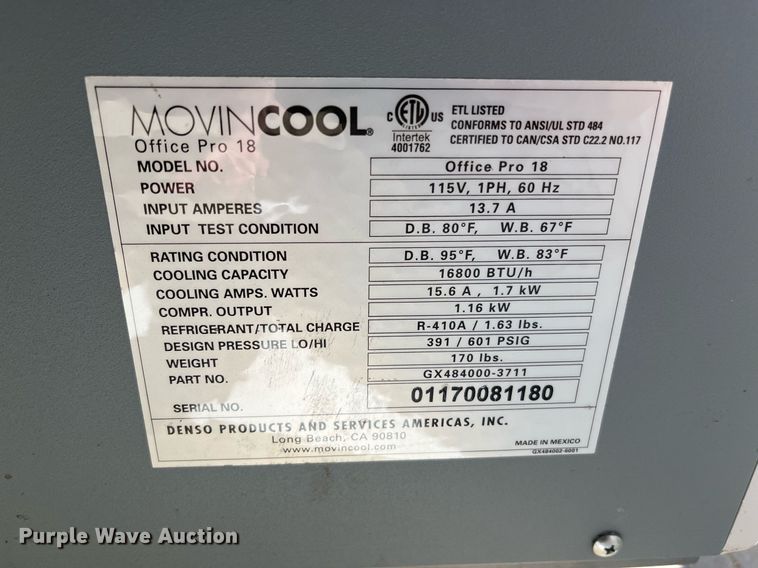 MOVINCOOL®
Office Pro 18
C ETL US
INTERTEK
Intertek
4001762
ETL LISTED
CONFORMS TO ANSI/UL STD 484
CERTIFIED TO CAN/CSA STD C22.2 NO.117
MODEL NO. Office Pro 18
POWER 115V, 1PH, 60 Hz
INPUT AMPERES 13.7 A
INPUT TEST CONDITION D.B. 80°F, W.B. 67°F
RATING CONDITION D.B. 95°F, W.B. 83°F
COOLING CAPACITY 16800 BTU/h
COOLING AMPS. WATTS 15.6 A , 1.7 kW
COMPR. OUTPUT 1.16 kW
REFRIGERANT/TOTAL CHARGE R-410A / 1.63 lbs.
DESIGN PRESSURE LO/HI 391 / 601 PSIG
WEIGHT 170 lbs.
PART NO. GX484000-3711
SERIAL NO. 01170081180
DENSO PRODUCTS AND SERVICES AMERICAS, INC.
Long Beach, CA 90810
www.movincool.com
MADE IN MEXICO
GX484002-6001
Purple Wave Auction